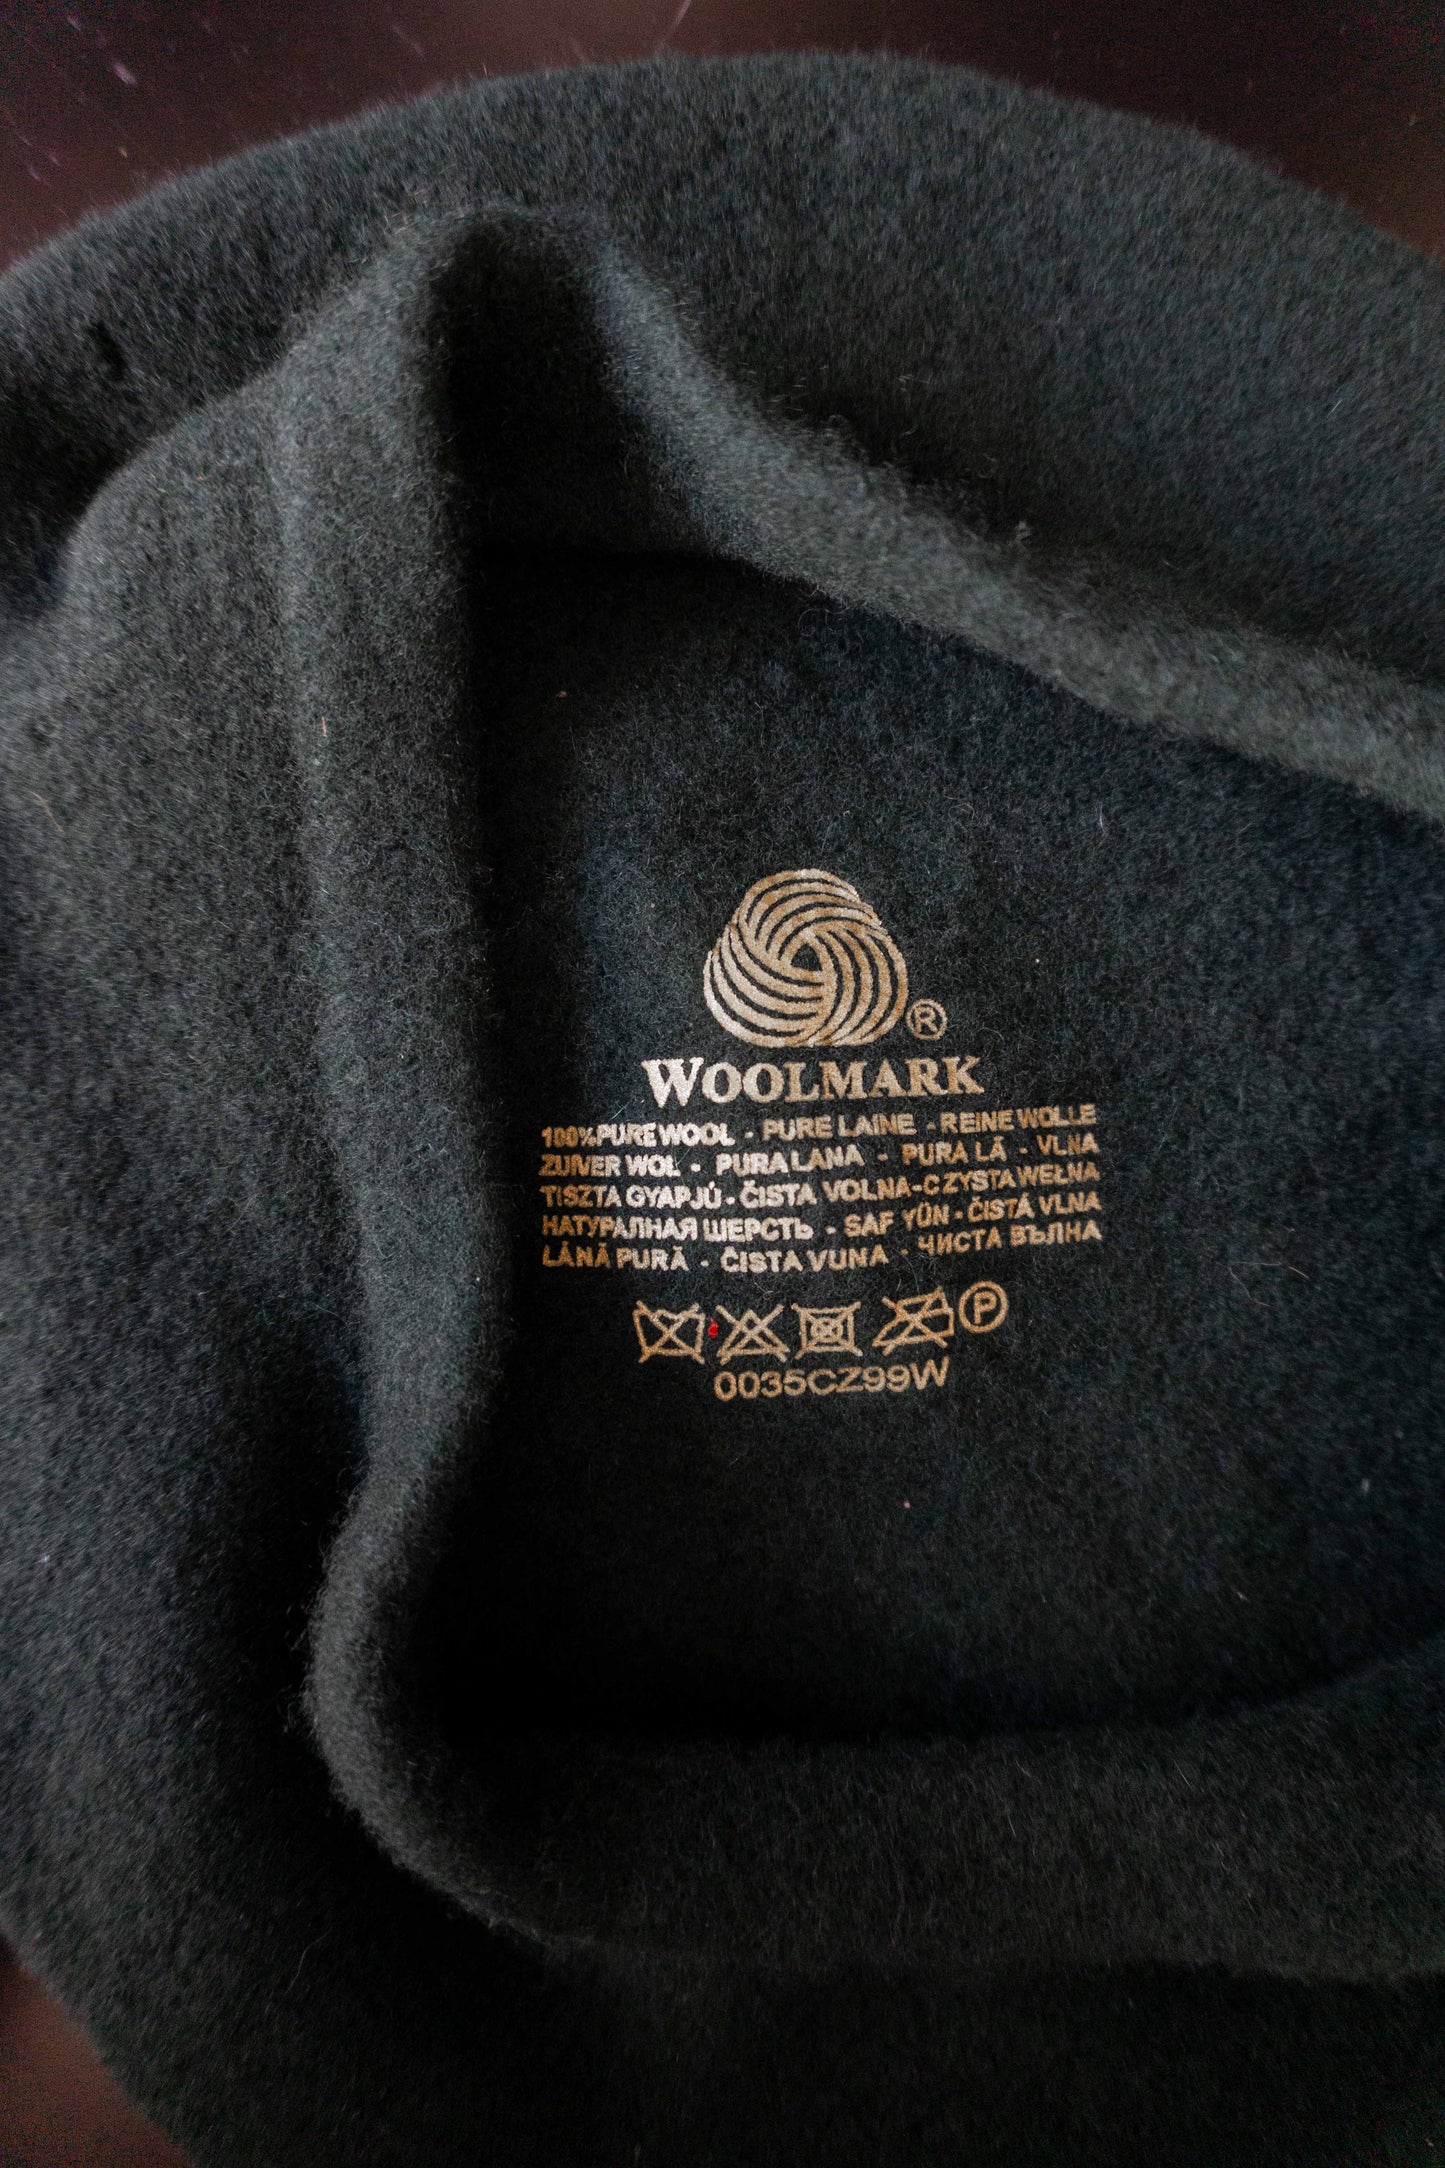 ®
WOOLMARK
100% PURE WOOL - PURE LAINE - REINE WOLLE
ZUIVER WOL - PURA LANA - PURA LÃ - VLNA
TISZTA GYAPJÚ - ČISTA VOLNA - CZYSTA WEŁNA
НАТУРАЛНАЯ ШЕРСТЬ - SAF YÜN - ČISTÁ VLNA
LÂNĂ PURĂ - ČISTA VUNA - ЧИСТА ВЪЛНА
P
0035CZ99W